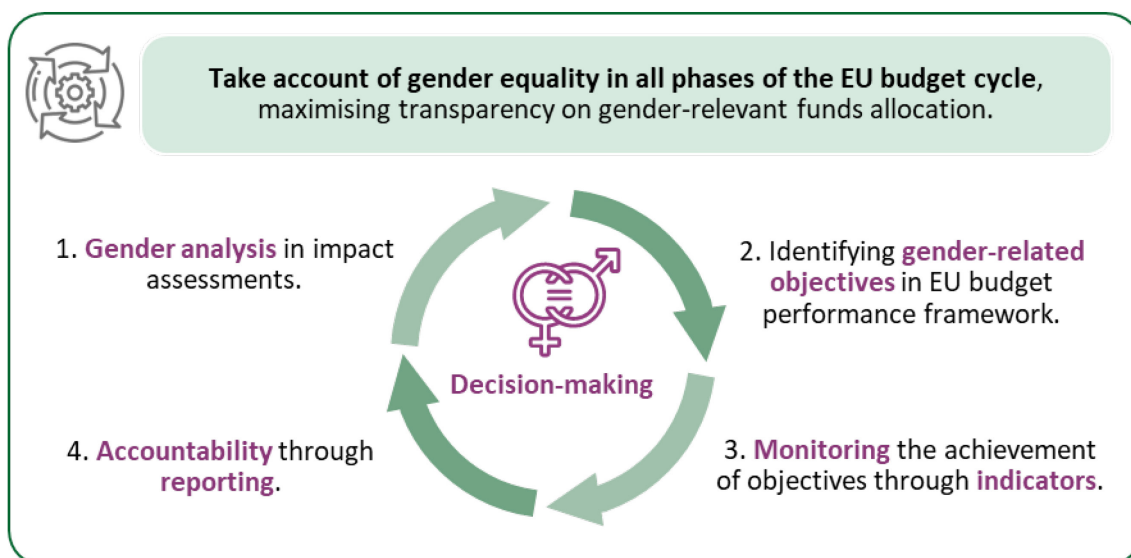 Take account of gender equality in all phases of the EU budget cycle,
maximising transparency on gender-relevant funds allocation.
1. Gender analysis in impact
assessments.
2. Identifying gender-related
objectives in EU budget
performance framework.
Decision-making
4. Accountability through
reporting.
3. Monitoring the achievement
of objectives through indicators.